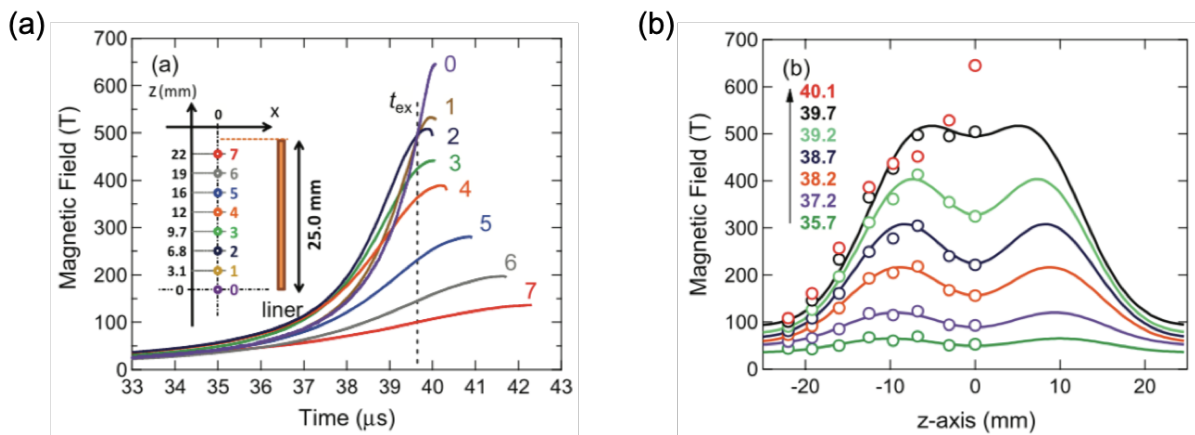 (a)
(b)
700
600
500
400
300
200
100
0
Magnetic Field (T)
33 34 35 36 37 38 39 40 41 42 43
Time (μs)
(a)
z (mm)
0
x
22 7
19 6
16 5
12 4
9.7 3
6.8 2
3.1 1
0 0
25.0 mm
liner
t_ex
0
1
2
3
4
5
6
7
700
600
500
400
300
200
100
0
Magnetic Field (T)
-20 -10 0 10 20
z-axis (mm)
(b)
40.1
39.7
39.2
38.7
38.2
37.2
35.7